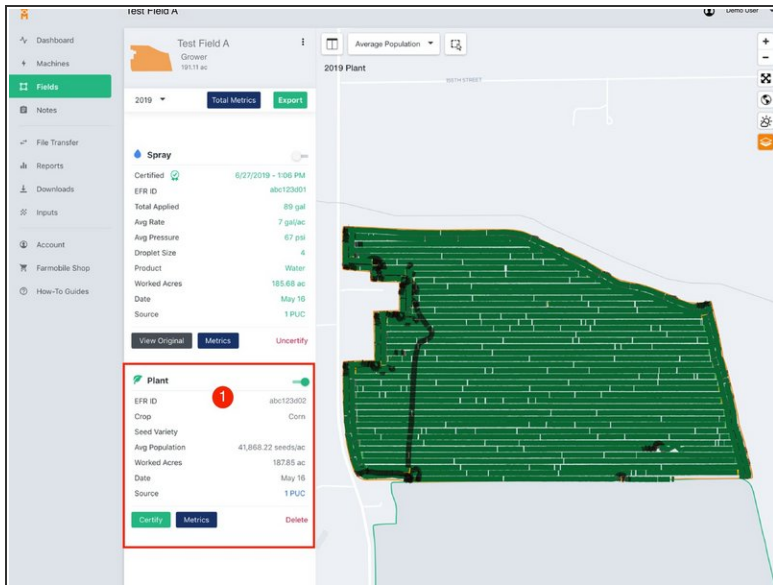 Test Field A
Demo User
Dashboard
Machines
Fields
Notes
File Transfer
Reports
Downloads
Inputs
Account
Farmobile Shop
How-To Guides
Test Field A
Grower
191.11 ac
2019
Total Metrics
Export
Spray
Certified
6/27/2019 – 1:06 PM
EFR ID abc123d01
Total Applied 89 gal
Avg Rate 7 gal/ac
Avg Pressure 67 psi
Droplet Size 4
Product Water
Worked Acres 185.68 ac
Date May 16
Source 1 PUC
View Original Metrics Uncertify
Plant
1
EFR ID abc123d02
Crop Corn
Seed Variety
Avg Population 41,868.22 seeds/ac
Worked Acres 187.85 ac
Date May 16
Source 1 PUC
Certify Metrics Delete
Average Population
2019 Plant